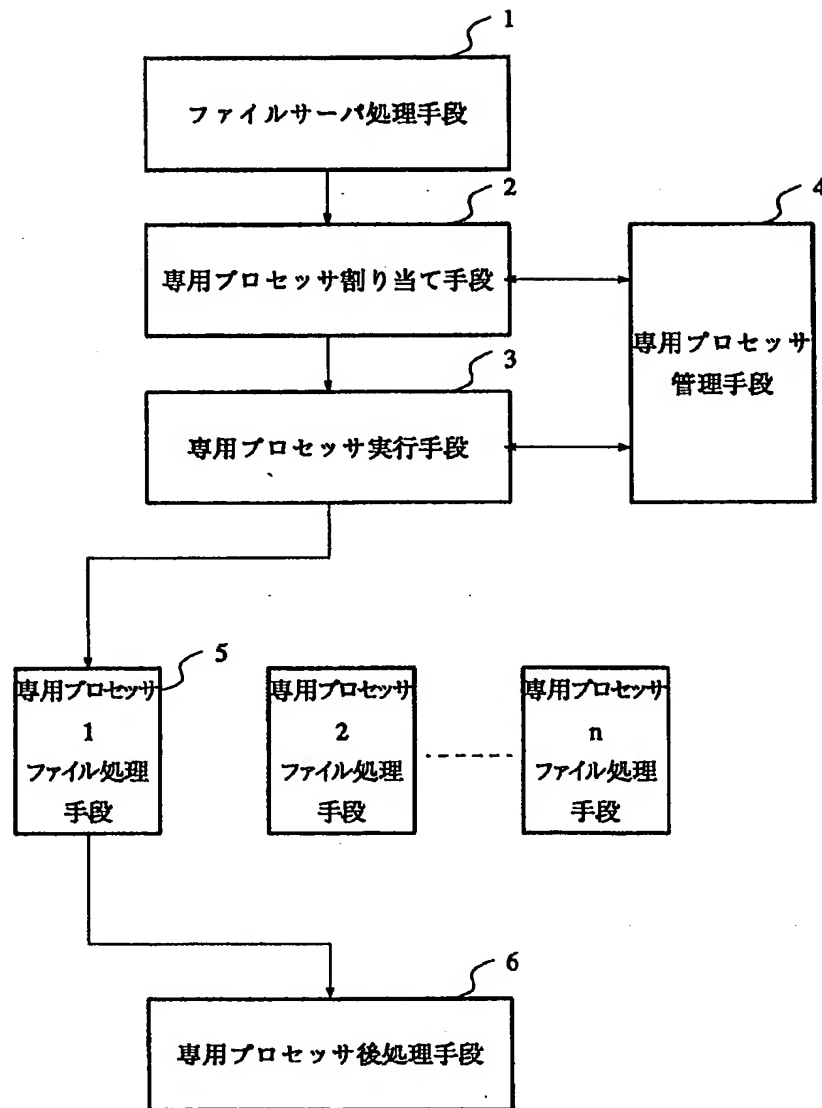 1
ファイルサーバ処理手段
2
専用プロセッサ割り当て手段
4
専用プロセッサ
管理手段
3
専用プロセッサ実行手段
5
専用プロセッサ
1
ファイル処理
手段
専用プロセッサ
2
ファイル処理
手段
専用プロセッサ
n
ファイル処理
手段
6
専用プロセッサ後処理手段